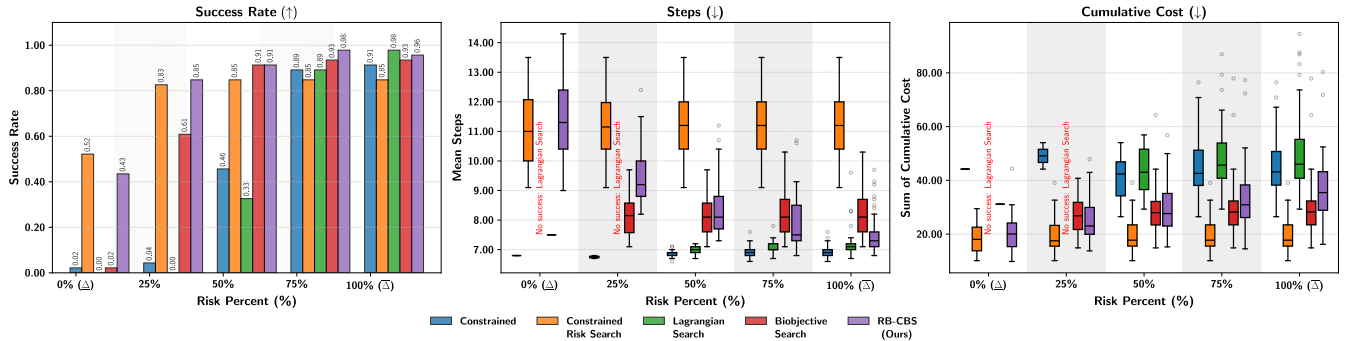 Success Rate (↑)
Success Rate
1.00
0.80
0.60
0.40
0.20
0.00
0.02
0.52
0.00
0.02
0.43
0.04
0.83
0.00
0.61
0.85
0.46
0.85
0.33
0.91
0.91
0.89
0.85
0.89
0.93
0.98
0.91
0.85
0.98
0.93
0.96
0% (Δ)
25%
50%
75%
100% (Δ)
Risk Percent (%)
Steps (↓)
Mean Steps
14.00
13.00
12.00
11.00
10.00
9.00
8.00
7.00
No success: Lagrangian Search
No success: Lagrangian Search
0% (Δ)
25%
50%
75%
100% (Δ)
Risk Percent (%)
Cumulative Cost (↓)
Sum of Cumulative Cost
80.00
60.00
40.00
20.00
No success: Lagrangian Search
No success: Lagrangian Search
0% (Δ)
25%
50%
75%
100% (Δ)
Risk Percent (%)
Constrained
Constrained
Risk Search
Lagrangian
Search
Biobjective
Search
RB-CBS
(Ours)